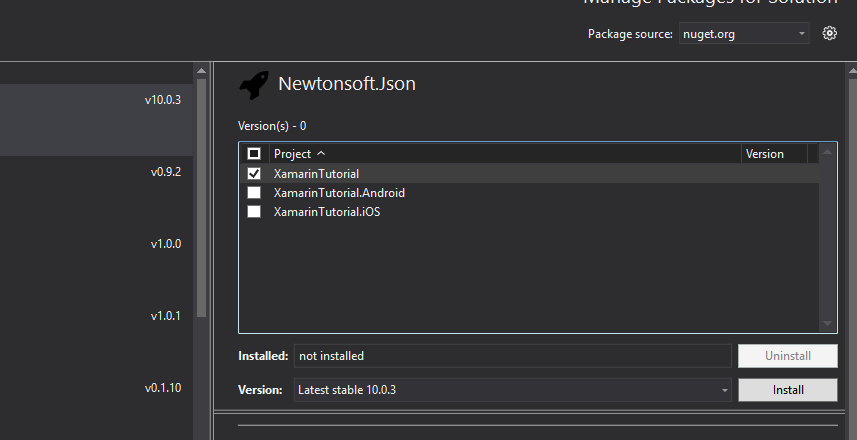 Manage Packages for Solution
Package source: nuget.org
v10.0.3
v0.9.2
v1.0.0
v1.0.1
v0.1.10
Newtonsoft.Json
Version(s) - 0
Project Version
XamarinTutorial
XamarinTutorial.Android
XamarinTutorial.iOS
Installed: not installed Uninstall
Version: Latest stable 10.0.3 Install